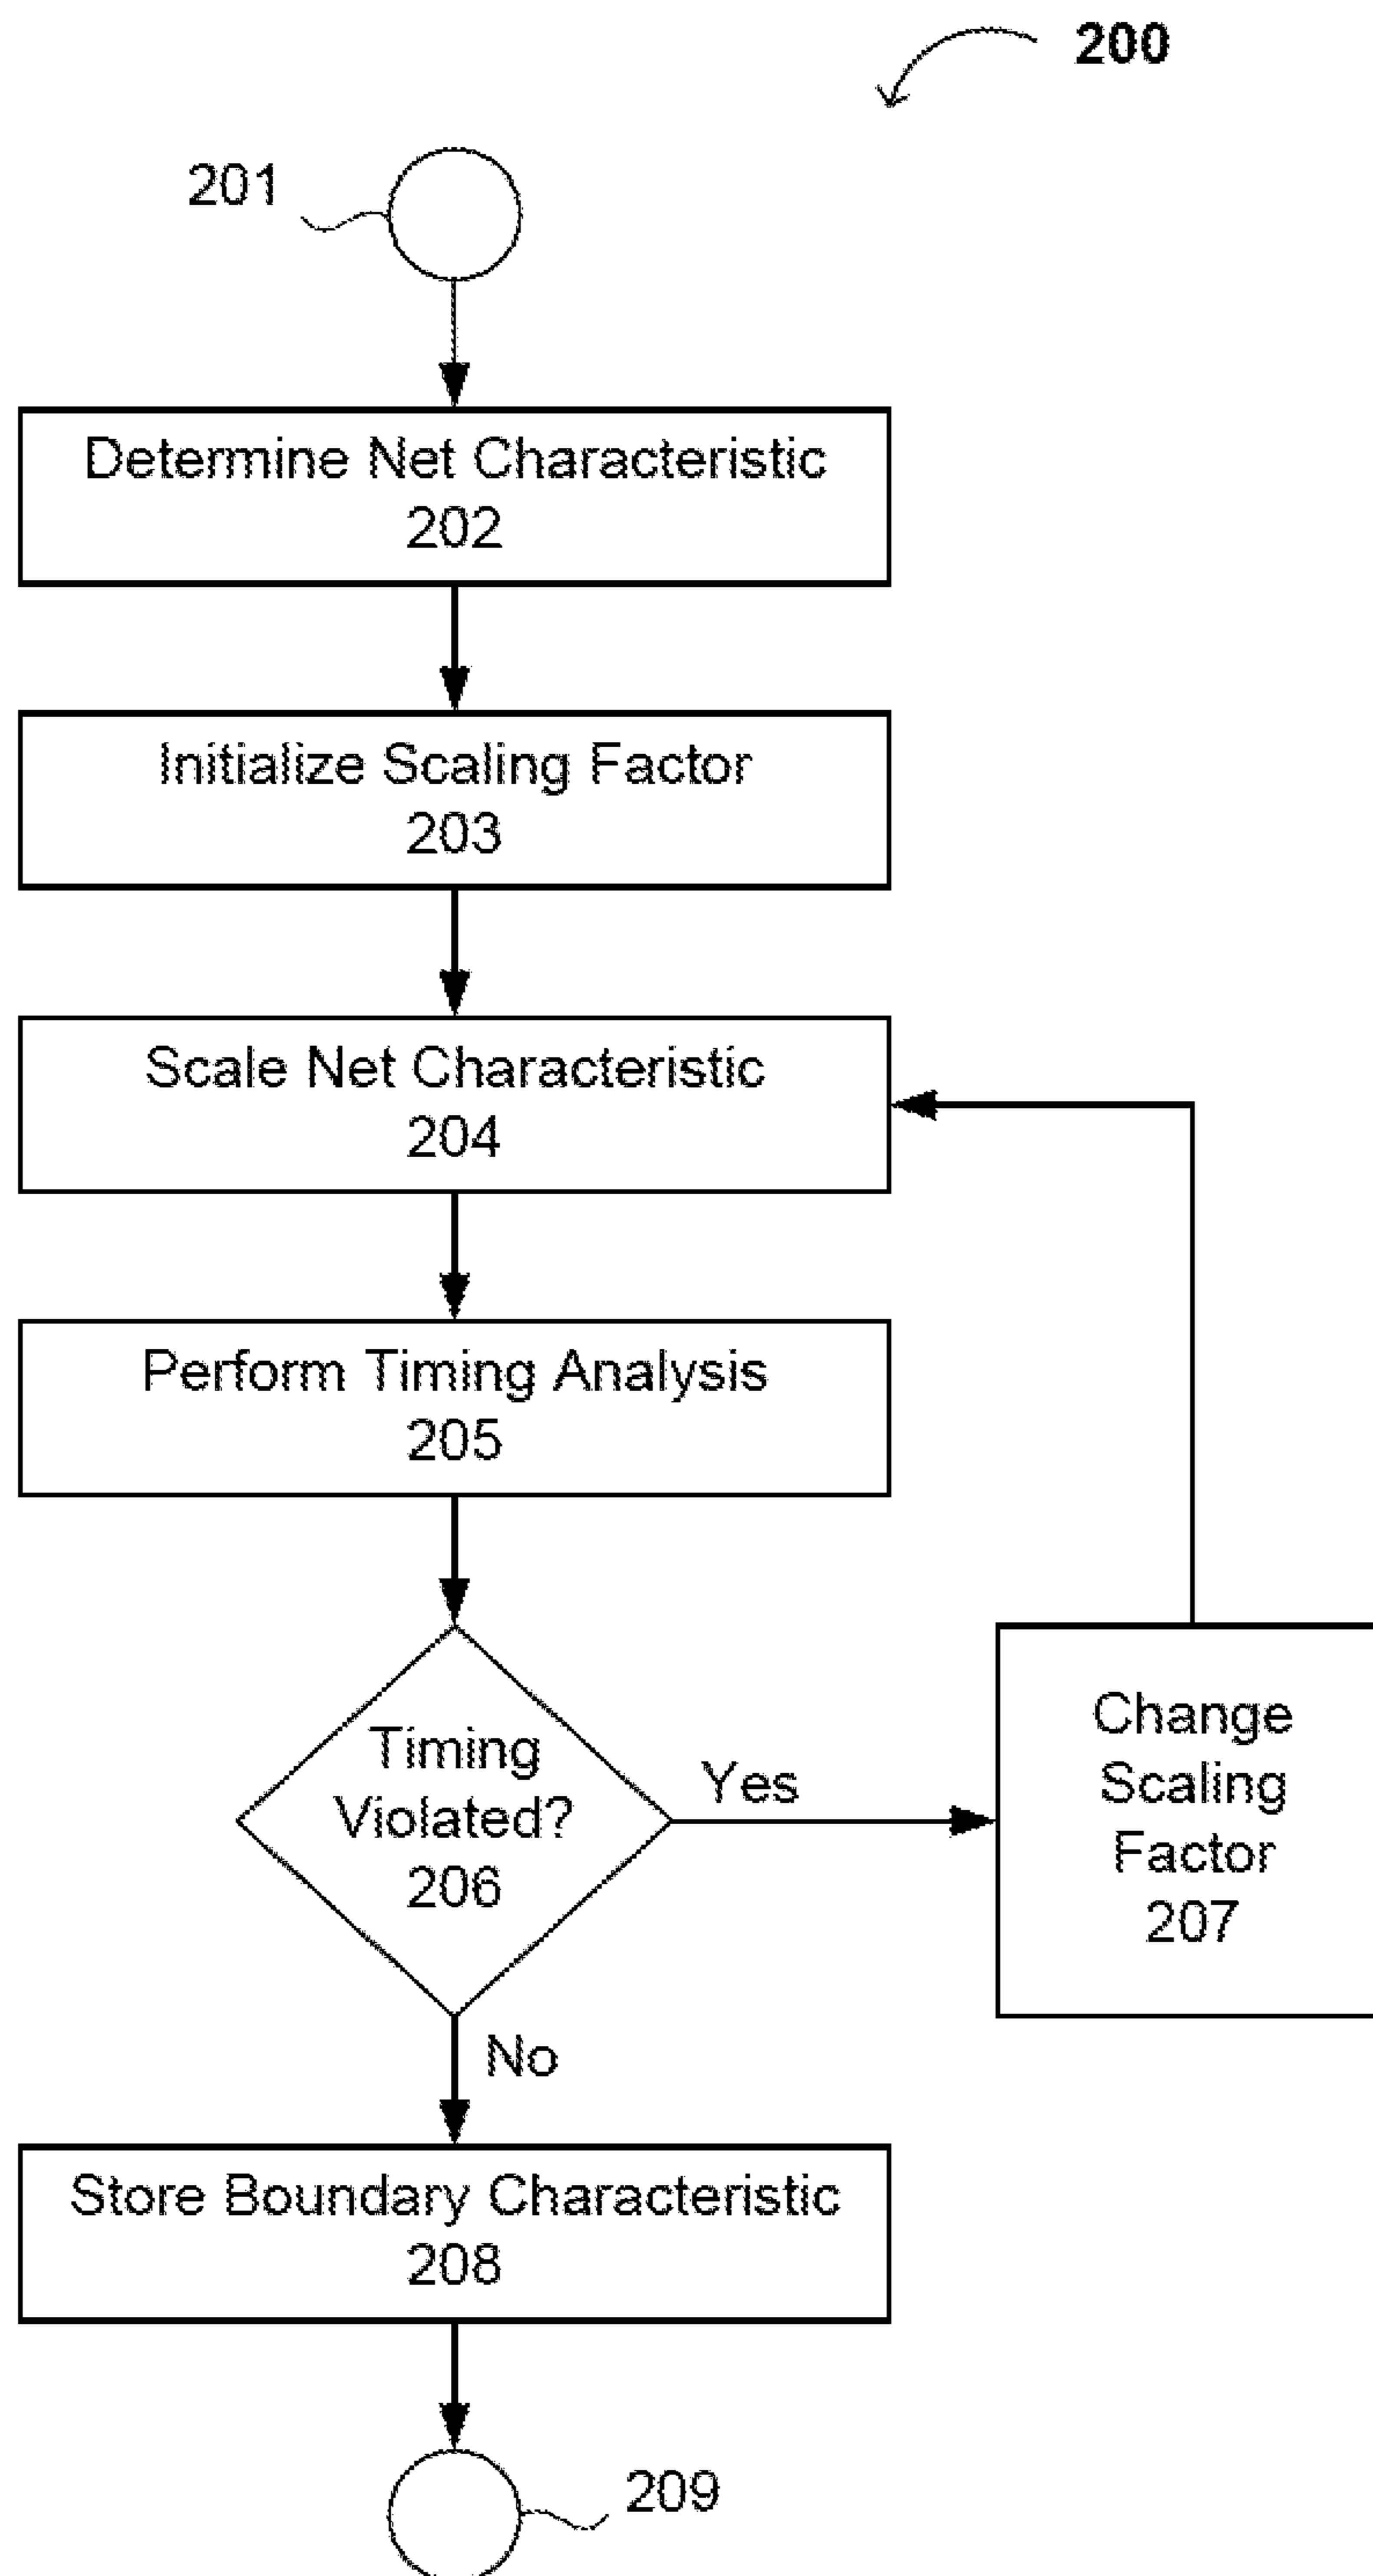 200
201
Determine Net Characteristic
202
Initialize Scaling Factor
203
Scale Net Characteristic
204
Perform Timing Analysis
205
Timing
Violated?
206
Yes
Change
Scaling
Factor
207
No
Store Boundary Characteristic
208
209